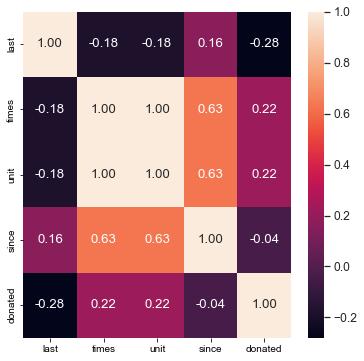 last 1.00 -0.18 -0.18 0.16 -0.28
times -0.18 1.00 1.00 0.63 0.22
unit -0.18 1.00 1.00 0.63 0.22
since 0.16 0.63 0.63 1.00 -0.04
donated -0.28 0.22 0.22 -0.04 1.00
last times unit since donated
1.0
0.8
0.6
0.4
0.2
0.0
−0.2